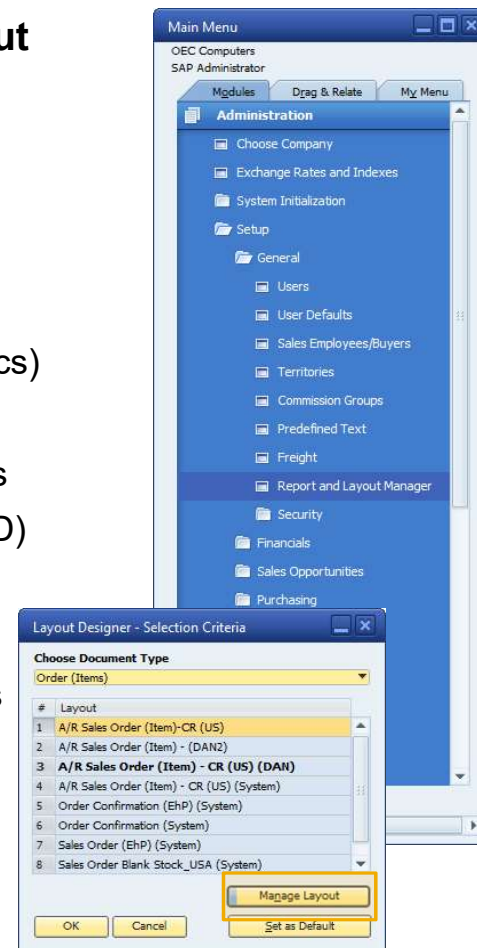 ut
cs)
s
D)
s
Main Menu
OEC Computers
SAP Administrator
Modules Drag & Relate My Menu
Administration
Choose Company
Exchange Rates and Indexes
System Initialization
Setup
General
Users
User Defaults
Sales Employees/Buyers
Territories
Commission Groups
Predefined Text
Freight
Report and Layout Manager
Security
Financials
Sales Opportunities
Purchasing
Layout Designer - Selection Criteria
Choose Document Type
Order (Items)
# Layout
1 A/R Sales Order (Item)-CR (US)
2 A/R Sales Order (Item) - (DAN2)
3 A/R Sales Order (Item) - CR (US) (DAN)
4 A/R Sales Order (Item) - CR (US) (System)
5 Order Confirmation (EhP) (System)
6 Order Confirmation (System)
7 Sales Order (EhP) (System)
8 Sales Order Blank Stock_USA (System)
Manage Layout
OK Cancel Set as Default